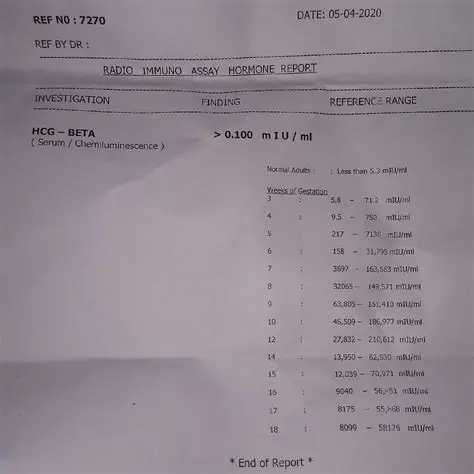 REF NO : 7270
DATE: 05-04-2020
REF BY DR :
RADIO IMMUNO ASSAY HORMONE REPORT
INVESTIGATION FINDING REFERENCE RANGE
HCG – BETA > 0.100 m I U / ml
( Serum / Chemiluminescence )
Normal Adults : : Less than 5.3 mIU/ml
Weeks of Gestation
3 : 5.8 – 71.2 mIU/ml
4 : 9.5 – 750 mIU/ml
5 : 217 – 7138 mIU/ml
6 : 158 – 31,795 mIU/ml
7 : 3697 – 163,563 mIU/ml
8 : 32065 – 149,571 mIU/ml
9 : 63,805 – 151,410 mIU/ml
10 : 46,509 – 186,977 mIU/ml
12 : 27,832 – 210,612 mIU/ml
14 : 13,950 – 62,530 mIU/ml
15 : 12,039 – 70,971 mIU/ml
16 : 9040 – mIU/ml
17 : 8175 – mIU/ml
18 : 8099 – 58176 mIU/ml
* End of Report *